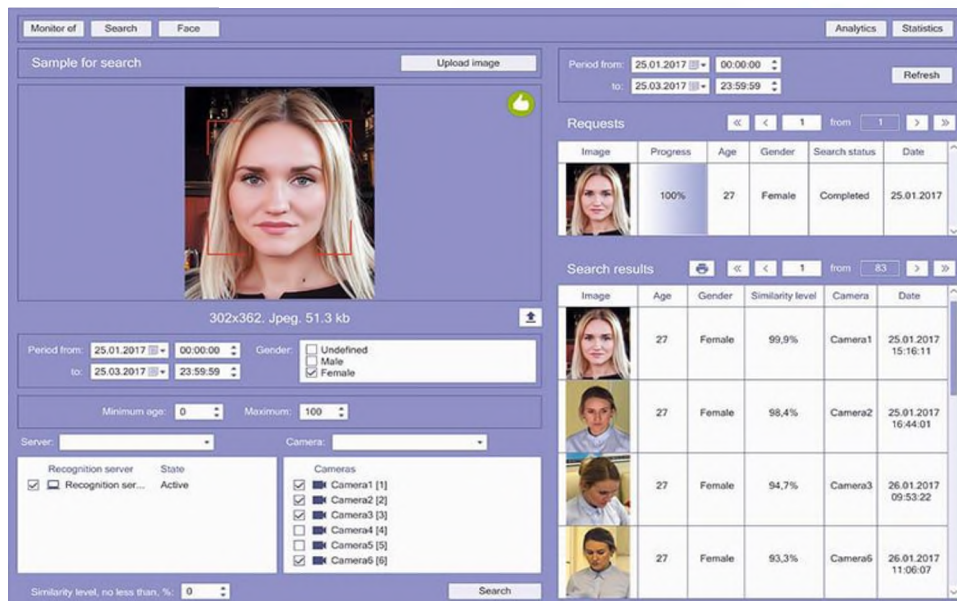 Monitor of Search Face Analytics Statistics
Sample for search Upload image
302x362. Jpeg. 51.3 kb
Period from: 25.01.2017 00:00:00 Gender: Undefined
Male
to: 25.03.2017 23:59:59 Female
Minimum age: 0 Maximum: 100
Server: Camera:
Recognition server State
Recognition ser... Active
Cameras
Camera1 [1]
Camera2 [2]
Camera3 [3]
Camera4 [4]
Camera5 [5]
Camera6 [6]
Similarity level, no less than, %: 0 Search
Period from: 25.01.2017 00:00:00
to: 25.03.2017 23:59:59 Refresh
Requests « < 1 from 1 > »
Image Progress Age Gender Search status Date
100% 27 Female Completed 25.01.2017
Search results « < 1 from 83 > »
Image Age Gender Similarity level Camera Date
27 Female 99,9% Camera1 25.01.2017
15:16:11
27 Female 98,4% Camera2 25.01.2017
16:44:01
27 Female 94,7% Camera3 26.01.2017
09:53:22
27 Female 93,3% Camera6 26.01.2017
11:06:07